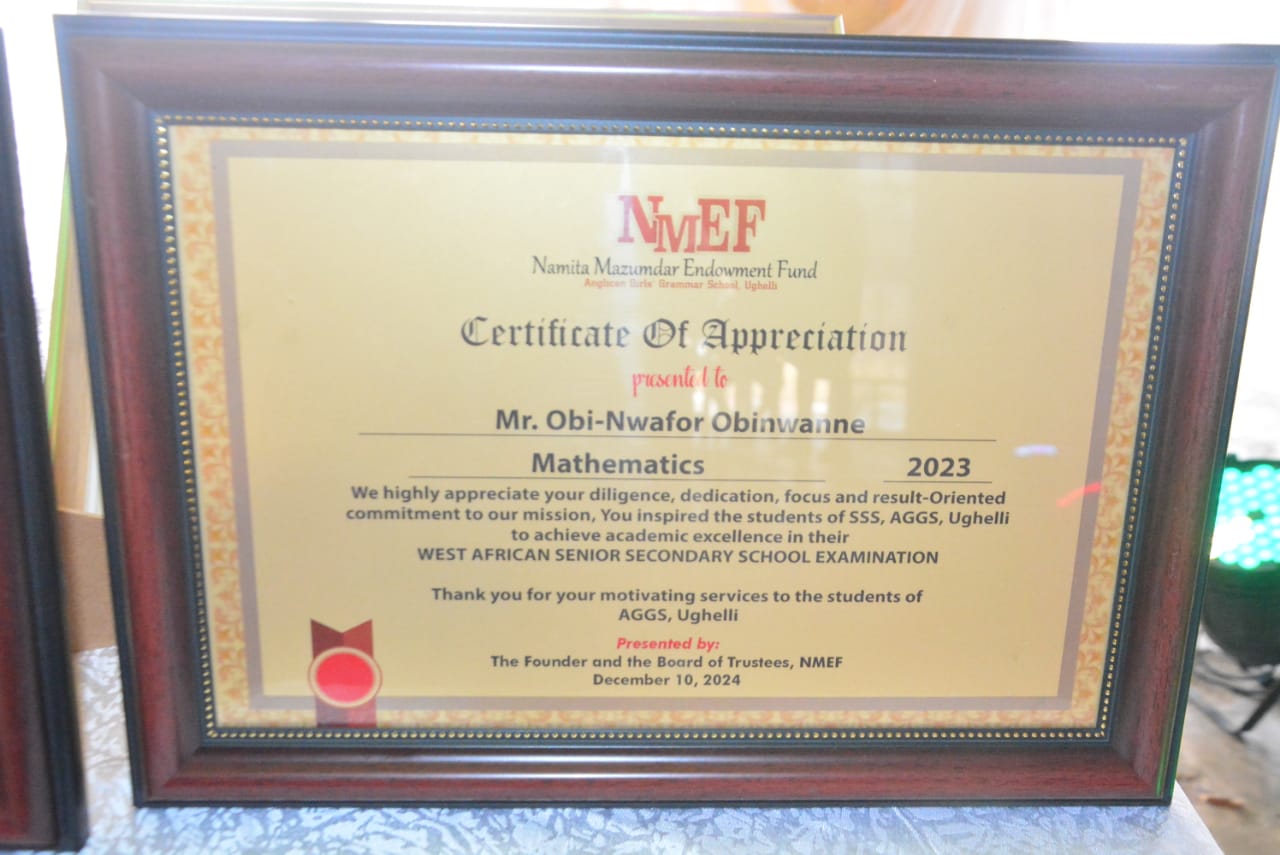 NMEF
Namita Mazumdar Endowment Fund
Anglican Girls' Grammar School, Ughelli
Certificate Of Appreciation
presented to
Mr. Obi-Nwafor Obinwanne
Mathematics 2023
We highly appreciate your diligence, dedication, focus and result-Oriented
commitment to our mission, You inspired the students of SSS, AGGS, Ughelli
to achieve academic excellence in their
WEST AFRICAN SENIOR SECONDARY SCHOOL EXAMINATION
Thank you for your motivating services to the students of
AGGS, Ughelli
Presented by:
The Founder and the Board of Trustees, NMEF
December 10, 2024